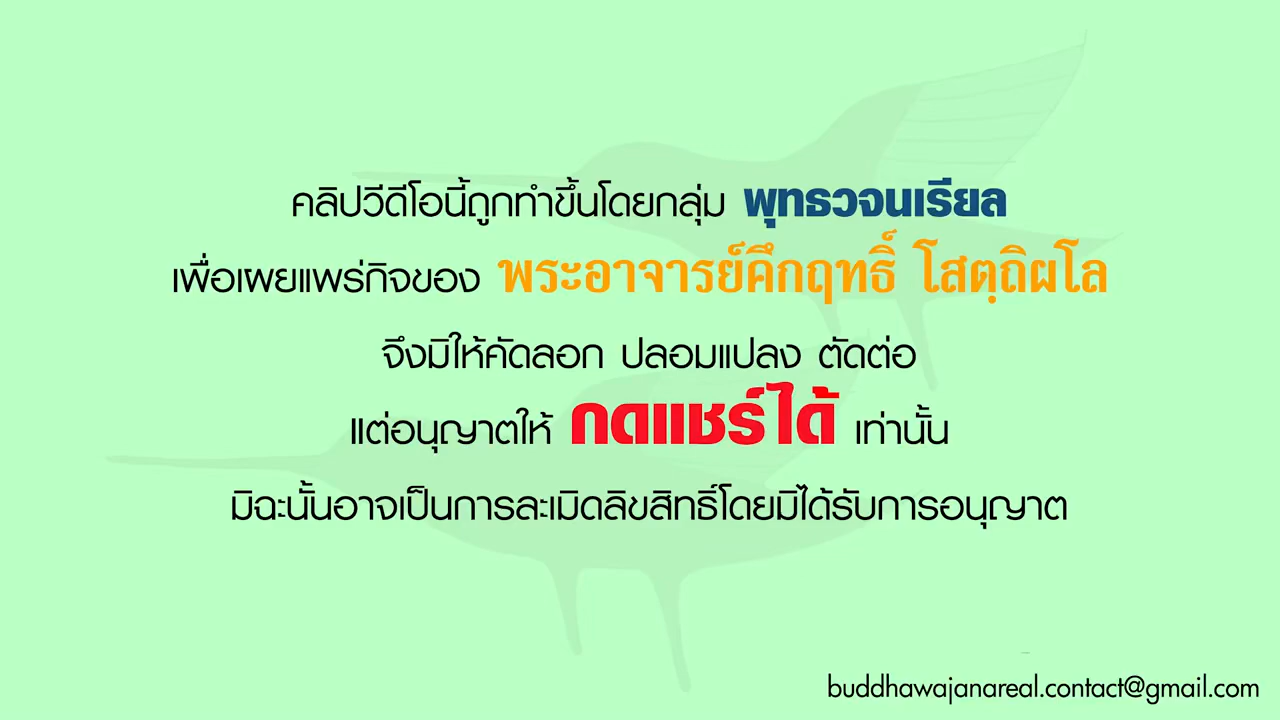 คลิปวีดีโอนี้ถูกทำขึ้นโดยกลุ่ม พุทธวจนเรียล
เพื่อเผยแพร่กิจของ พระอาจารย์คึกฤทธิ์ โสตฺถิผโล
จึงมิให้คัดลอก ปลอมแปลง ตัดต่อ
แต่อนุญาตให้ กดแชร์ได้ เท่านั้น
มิฉะนั้นอาจเป็นการละเมิดลิขสิทธิ์โดยมิได้รับการอนุญาต
buddhawajanareal.contact@gmail.com